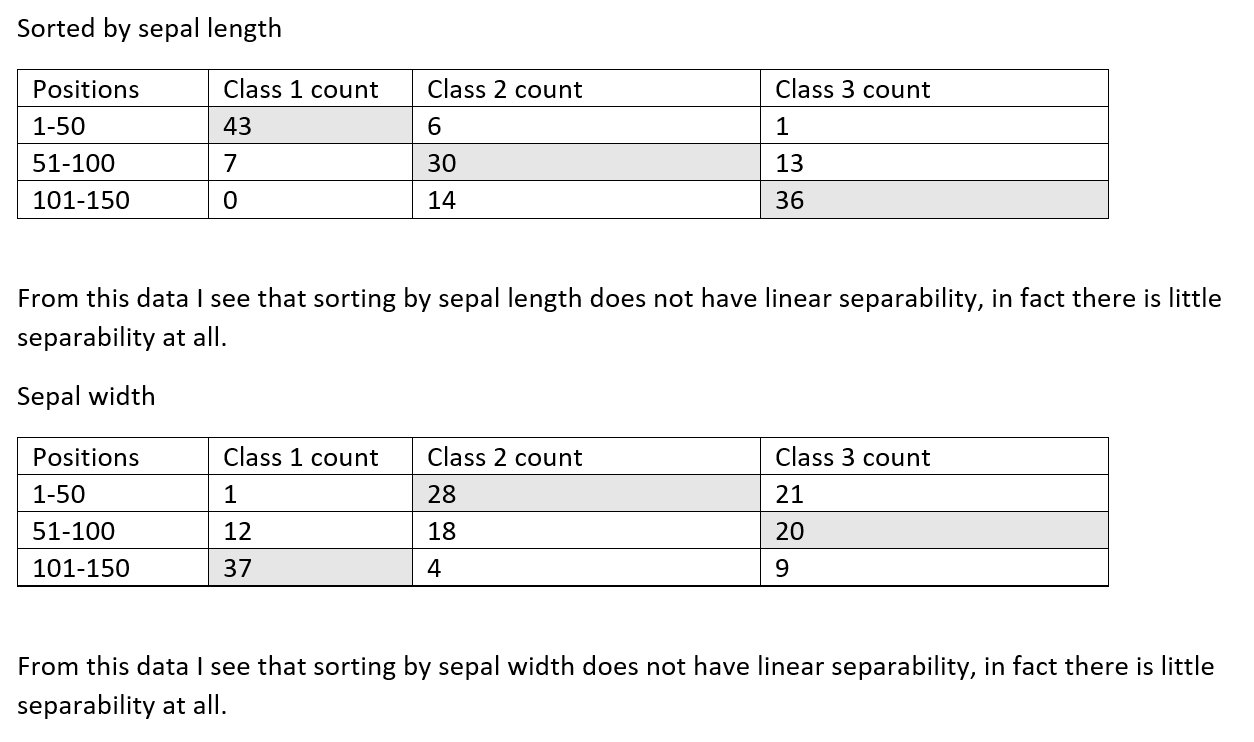 Sorted by sepal length
Positions Class 1 count Class 2 count Class 3 count
1-50 43 6 1
51-100 7 30 13
101-150 0 14 36
From this data I see that sorting by sepal length does not have linear separability, in fact there is little
separability at all.
Sepal width
Positions Class 1 count Class 2 count Class 3 count
1-50 1 28 21
51-100 12 18 20
101-150 37 4 9
From this data I see that sorting by sepal width does not have linear separability, in fact there is little
separability at all.